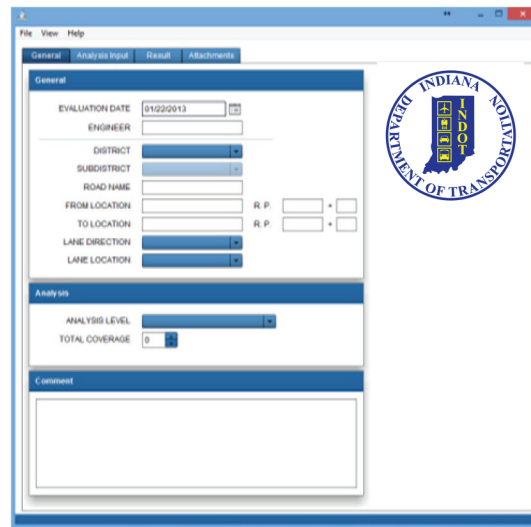 File View Help
General Analysis Input Result Attachments
General
EVALUATION DATE 01/22/2013
ENGINEER
DISTRICT
SUBDISTRICT
ROAD NAME
FROM LOCATION R. P. +
TO LOCATION R. P. +
LANE DIRECTION
LANE LOCATION
Analysis
ANALYSIS LEVEL
TOTAL COVERAGE 0
Comment
INDIANA
DEPARTMENT OF TRANSPORTATION
INDOT